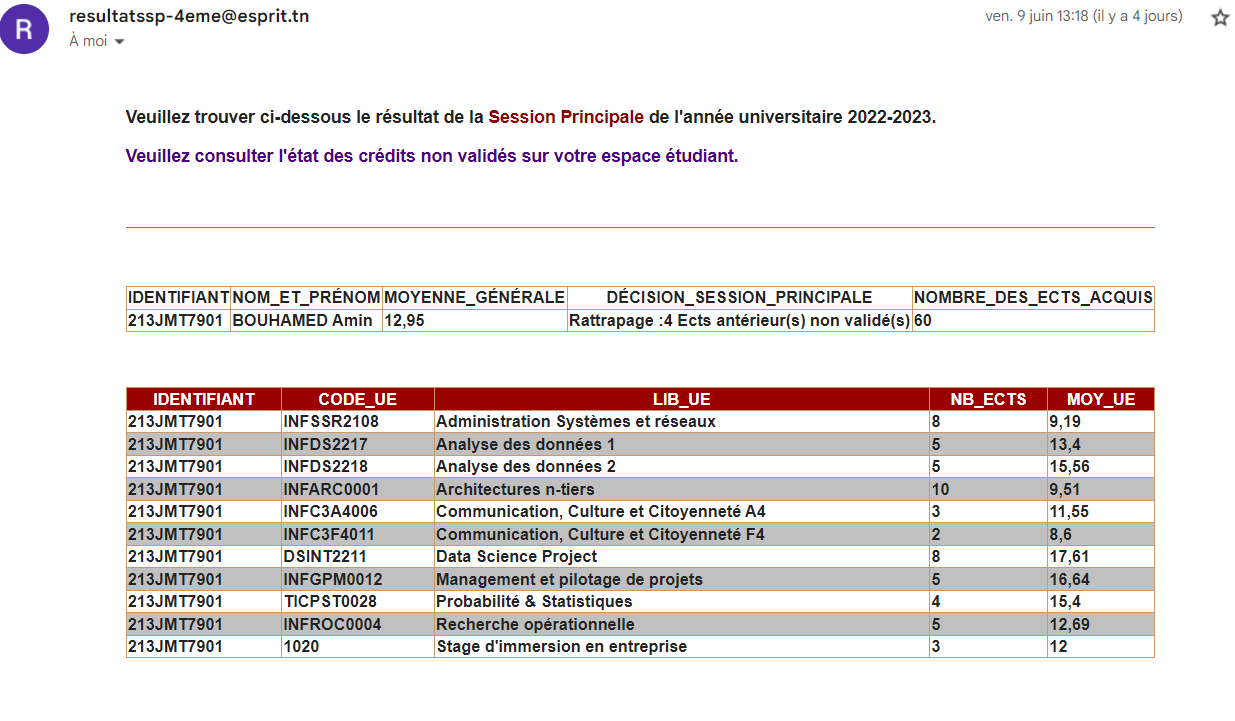 R
resultatssp-4eme@esprit.tn ven. 9 juin 13:18 (il y a 4 jours)
À moi
Veuillez trouver ci-dessous le résultat de la Session Principale de l'année universitaire 2022-2023.
Veuillez consulter l'état des crédits non validés sur votre espace étudiant.
IDENTIFIANT NOM_ET_PRÉNOM MOYENNE_GÉNÉRALE DÉCISION_SESSION_PRINCIPALE NOMBRE_DES_ECTS_ACQUIS
213JMT7901 BOUHAMED Amin 12,95 Rattrapage :4 Ects antérieur(s) non validé(s) 60
IDENTIFIANT CODE_UE LIB_UE NB_ECTS MOY_UE
213JMT7901 INFSSR2108 Administration Systèmes et réseaux 8 9,19
213JMT7901 INFDS2217 Analyse des données 1 5 13,4
213JMT7901 INFDS2218 Analyse des données 2 5 15,56
213JMT7901 INFARC0001 Architectures n-tiers 10 9,51
213JMT7901 INFC3A4006 Communication, Culture et Citoyenneté A4 3 11,55
213JMT7901 INFC3F4011 Communication, Culture et Citoyenneté F4 2 8,6
213JMT7901 DSINT2211 Data Science Project 8 17,61
213JMT7901 INFGPM0012 Management et pilotage de projets 5 16,64
213JMT7901 TICPST0028 Probabilité & Statistiques 4 15,4
213JMT7901 INFROC0004 Recherche opérationnelle 5 12,69
213JMT7901 1020 Stage d'immersion en entreprise 3 12